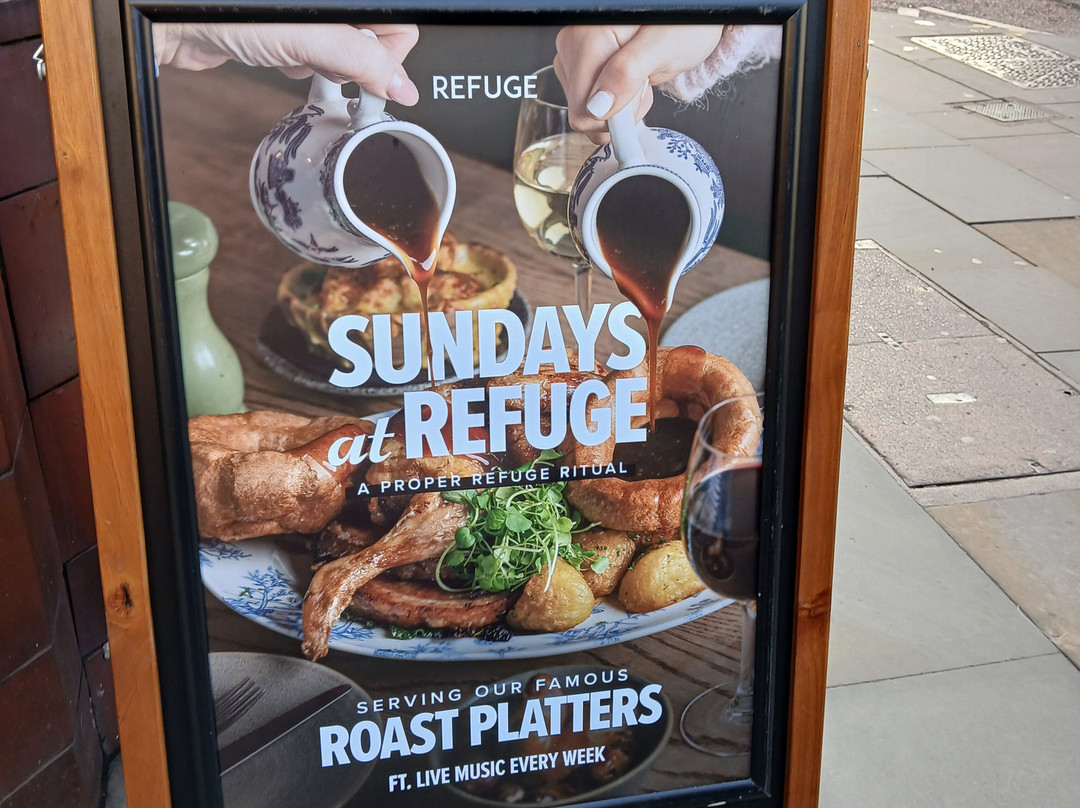 REFUGE
SUNDAYS
at REFUGE
A PROPER REFUGE RITUAL
SERVING OUR FAMOUS
ROAST PLATTERS
FT. LIVE MUSIC EVERY WEEK